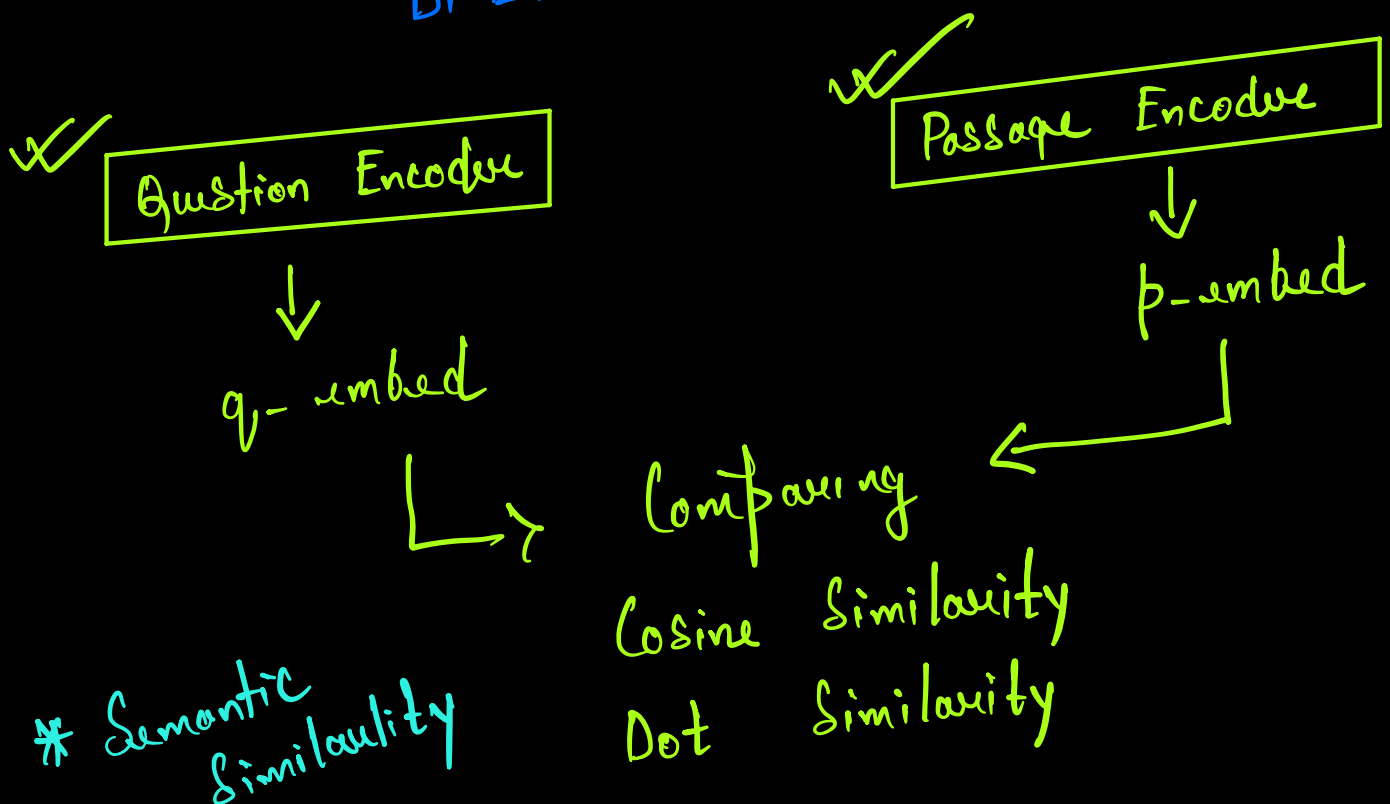 Question Encoder
Passage Encoder
q- embed
p-embed
Comparing
Cosine Similarity
Dot Similarity
* Semantic
Similarity